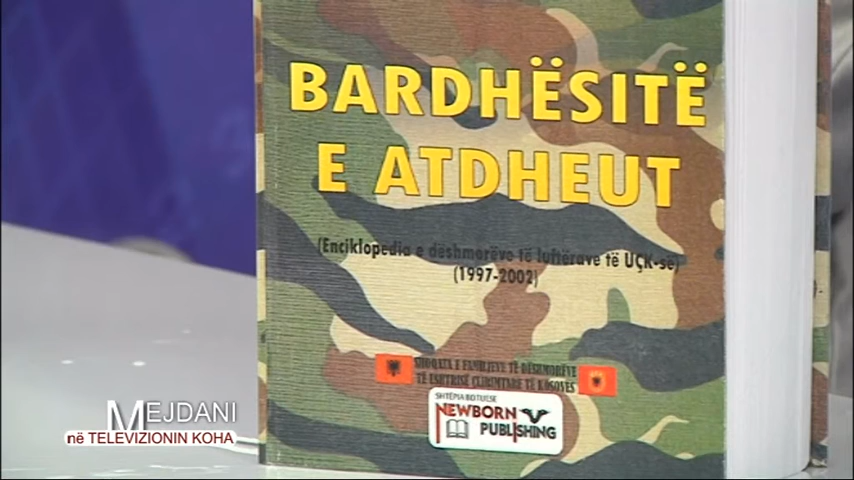 BARDHËSITË
E ATDHEUT
(Enciklopedia e dëshmorëve të luftërave të UÇK-së)
(1997-2002)
SHOQATA E FAMILJEVE TË DËSHMORËVE
TË USHTRISË ÇLIRIMTARE TË KOSOVËS
SHTËPIA BOTUESE
NEWBORN
PUBLISHING
MEJDANI
në TELEVIZIONIN KOHA